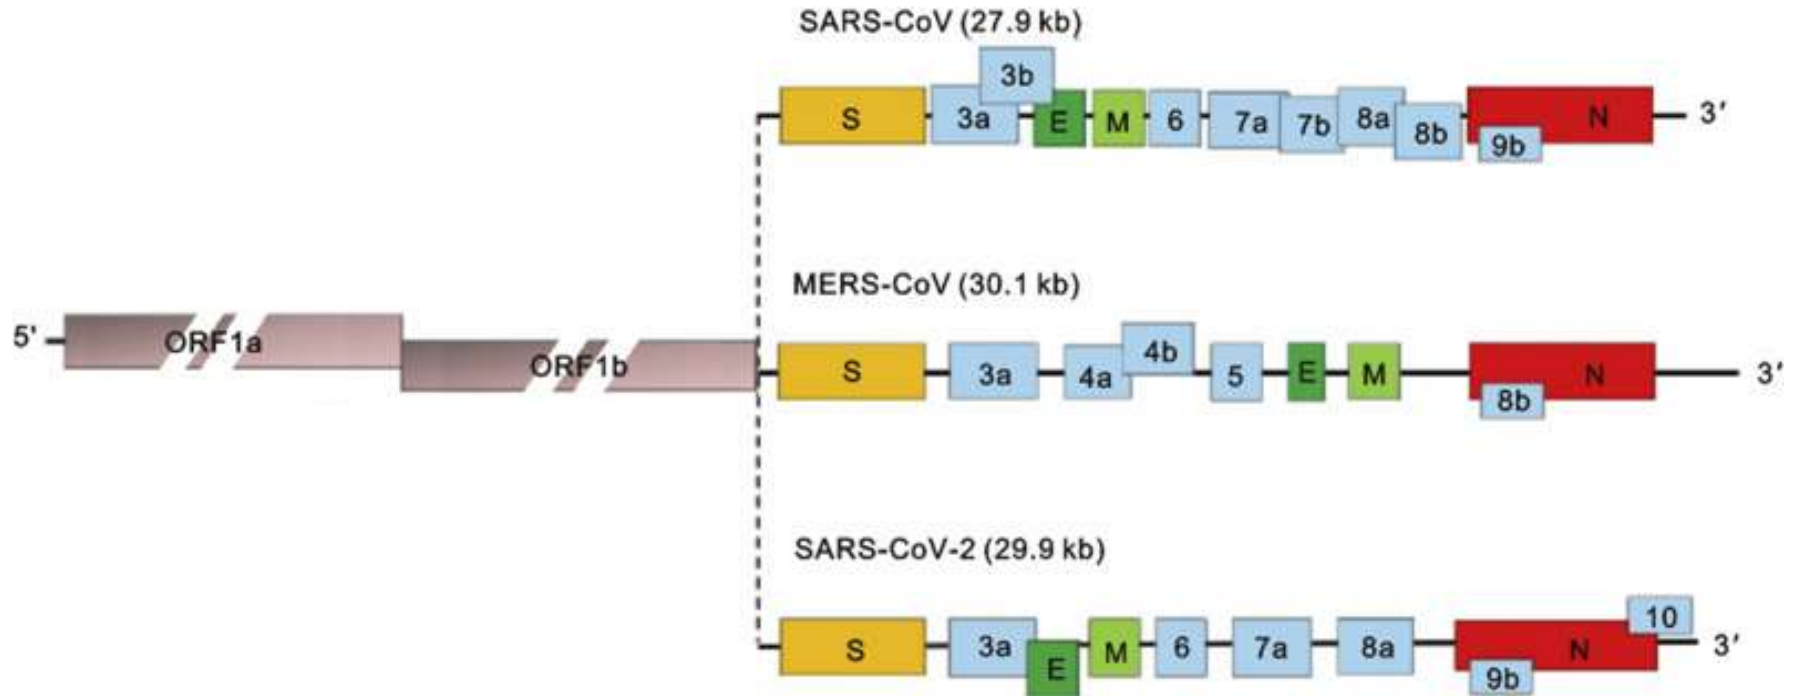 SARS-CoV (27.9 kb)
S 3a 3b E M 6 7a 7b 8a 8b 9b N 3′
MERS-CoV (30.1 kb)
5' ORF1a ORF1b S 3a 4a 4b 5 E M 8b N 3′
SARS-CoV-2 (29.9 kb)
S 3a E M 6 7a 8a 9b N 10 3′